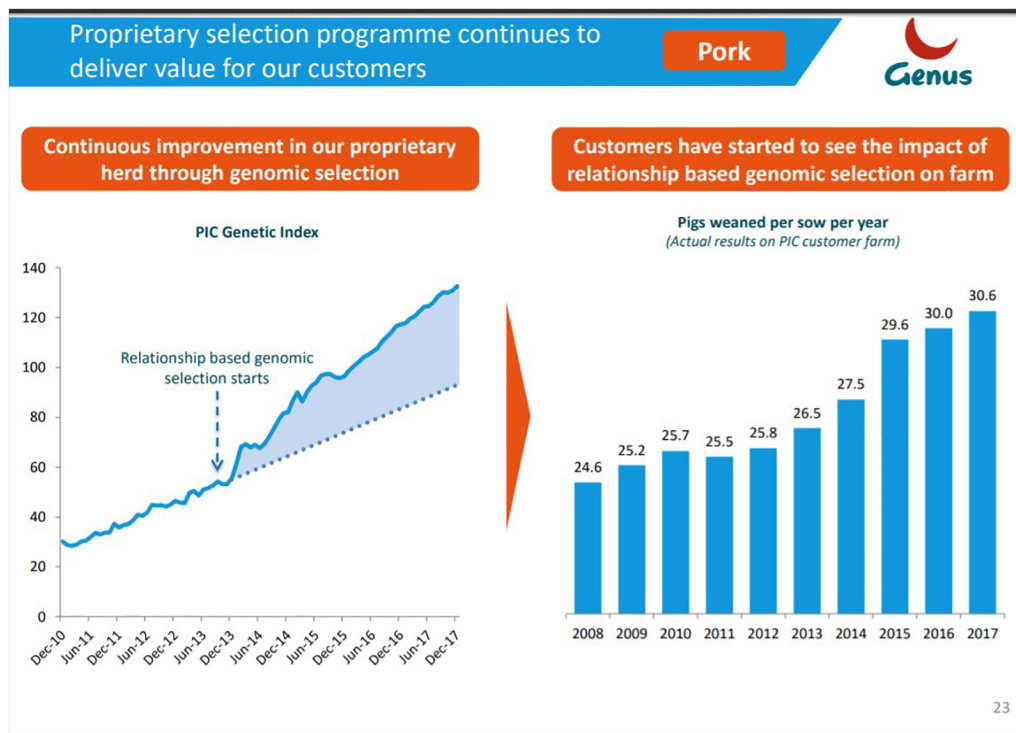 Proprietary selection programme continues to
deliver value for our customers
Pork
Genus
Continuous improvement in our proprietary
herd through genomic selection
Customers have started to see the impact of
relationship based genomic selection on farm
PIC Genetic Index
140
120
100
80
60
40
20
0
Relationship based genomic
selection starts
Dec-10
Jun-11
Dec-11
Jun-12
Dec-12
Jun-13
Dec-13
Jun-14
Dec-14
Jun-15
Dec-15
Jun-16
Dec-16
Jun-17
Dec-17
Pigs weaned per sow per year
(Actual results on PIC customer farm)
24.6
25.2
25.7
25.5
25.8
26.5
27.5
29.6
30.0
30.6
2008
2009
2010
2011
2012
2013
2014
2015
2016
2017
23